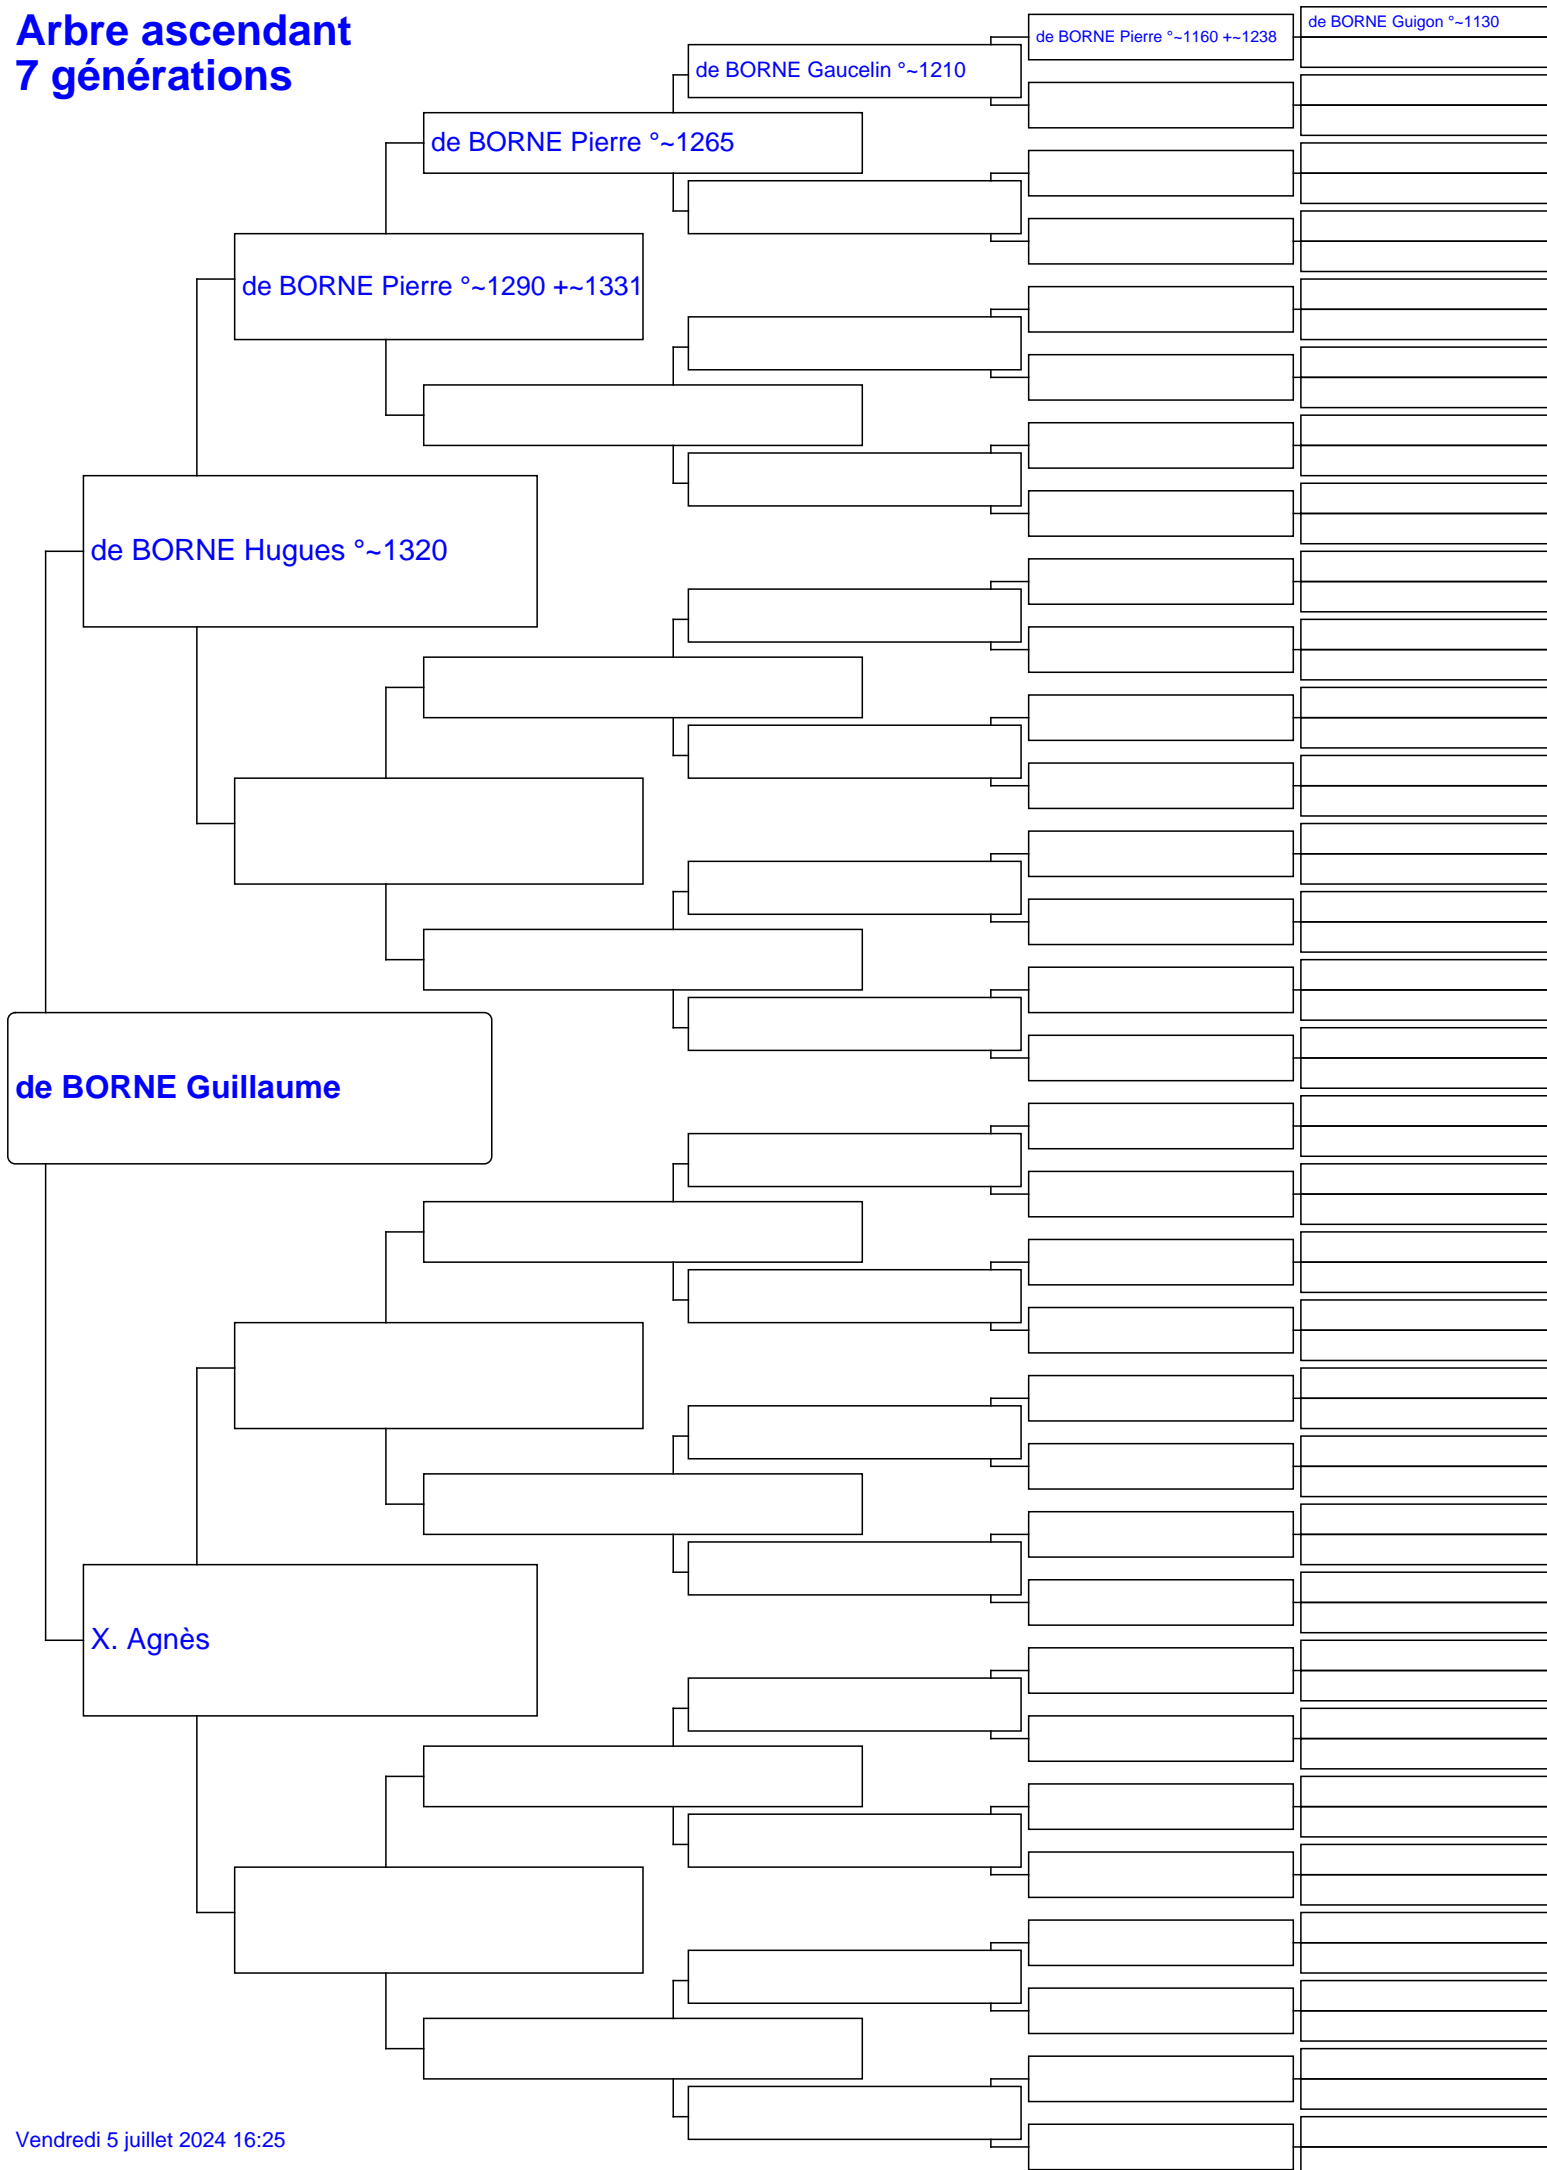 Arbre ascendant
7 générations
de BORNE Guigon °~1130
de BORNE Pierre °~1160 +~1238
de BORNE Gaucelin °~1210
de BORNE Pierre °~1265
de BORNE Pierre °~1290 +~1331
de BORNE Hugues °~1320
de BORNE Guillaume
X. Agnès
Vendredi 5 juillet 2024 16:25